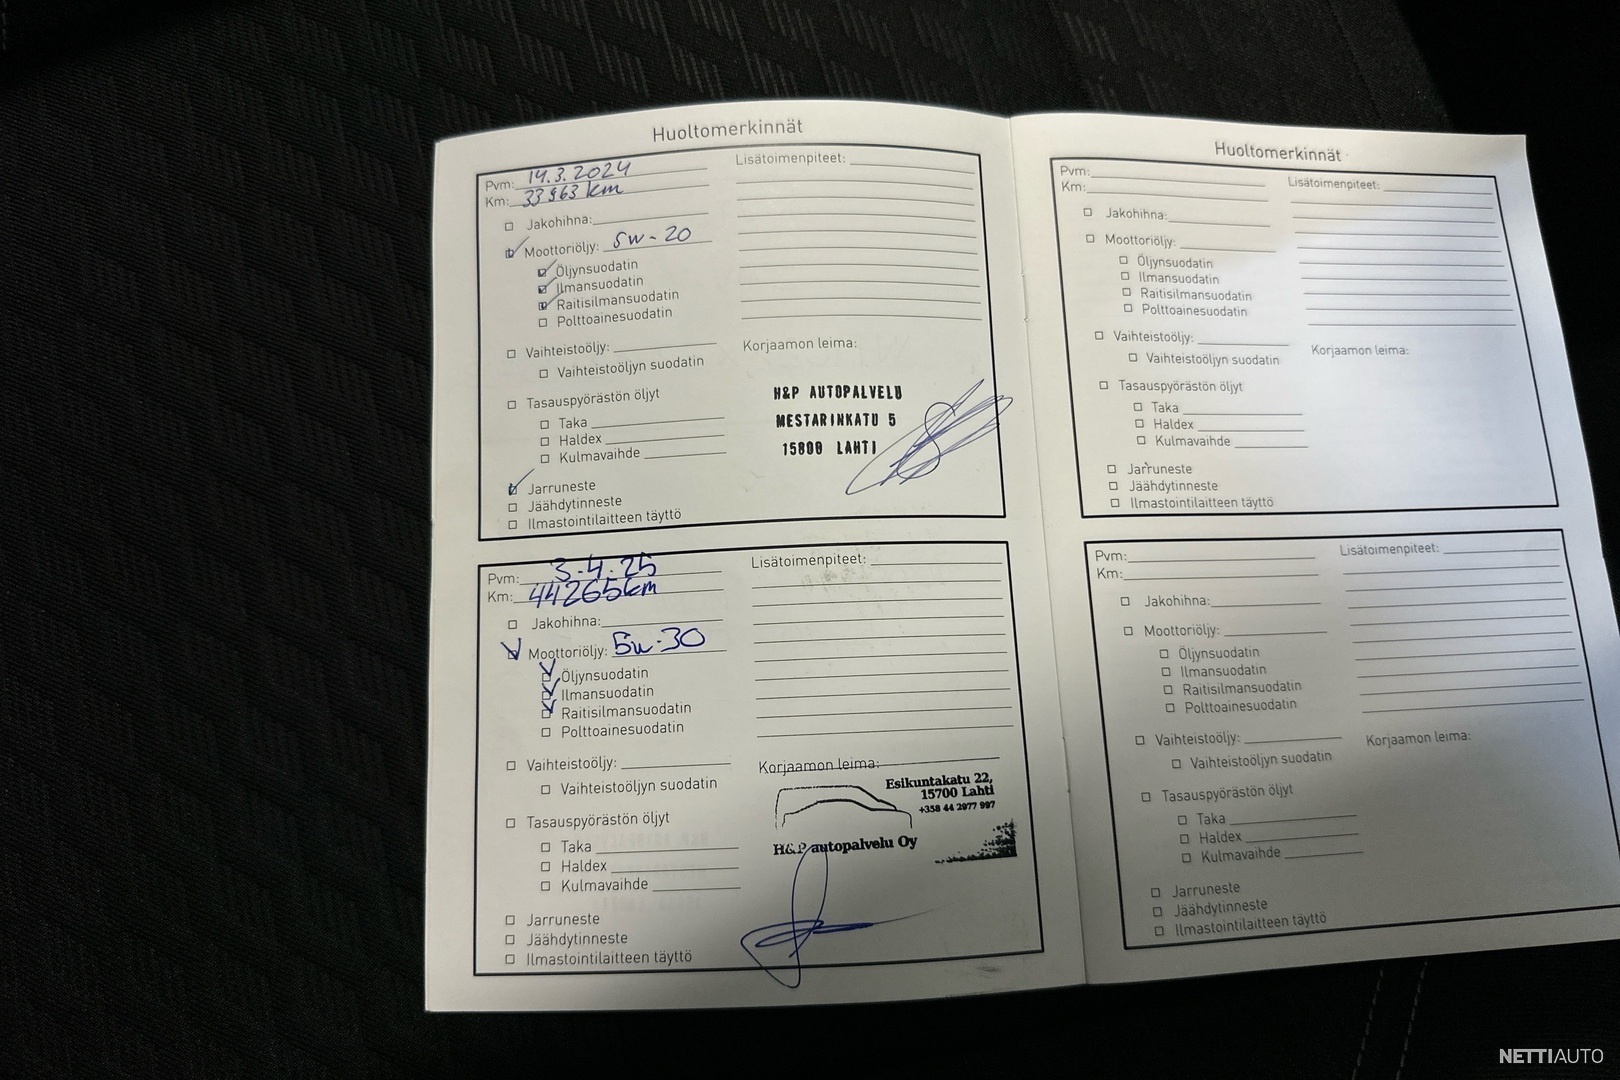 Huoltomerkinnät
Pvm: 14.3.2024
Km: 33963 km
Jakohihna:
Moottoriöljy: 5w-20
Öljynsuodatin
Ilmansuodatin
Raitisilmansuodatin
Polttoainesuodatin
Vaihteistoöljy:
Vaihteistoöljyn suodatin
Tasauspyörästön öljyt
Taka
Haldex
Kulmavaihde
Jarruneste
Jäähdytinneste
Ilmastointilaitteen täyttö
Lisätoimenpiteet:
Korjaamon leima:
H&P AUTOPALVELU
MESTARINKATU 5
15800 LAHTI
Pvm: 3.4.25
Km: 44265km
Jakohihna:
Moottoriöljy: 5w-30
Öljynsuodatin
Ilmansuodatin
Raitisilmansuodatin
Polttoainesuodatin
Vaihteistoöljy:
Vaihteistoöljyn suodatin
Tasauspyörästön öljyt
Taka
Haldex
Kulmavaihde
Jarruneste
Jäähdytinneste
Ilmastointilaitteen täyttö
Lisätoimenpiteet:
Korjaamon leima:
Esikuntakatu 22,
15700 Lahti
+358 44 2977 997
H&P autopalvelu Oy
Huoltomerkinnät
Pvm:
Km:
Jakohihna:
Moottoriöljy:
Öljynsuodatin
Ilmansuodatin
Raitisilmansuodatin
Polttoainesuodatin
Vaihteistoöljy:
Vaihteistoöljyn suodatin
Tasauspyörästön öljyt
Taka
Haldex
Kulmavaihde
Jarruneste
Jäähdytinneste
Ilmastointilaitteen täyttö
Lisätoimenpiteet:
Korjaamon leima:
Pvm:
Km:
Jakohihna:
Moottoriöljy:
Öljynsuodatin
Ilmansuodatin
Raitisilmansuodatin
Polttoainesuodatin
Vaihteistoöljy:
Vaihteistoöljyn suodatin
Tasauspyörästön öljyt
Taka
Haldex
Kulmavaihde
Jarruneste
Jäähdytinneste
Ilmastointilaitteen täyttö
Lisätoimenpiteet:
Korjaamon leima:
NETTIAUTO